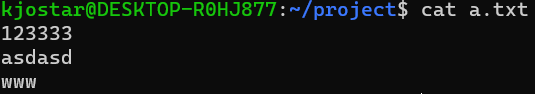 kjostar@DESKTOP-R0HJ877:~/project$ cat a.txt
123333
asdasd
www